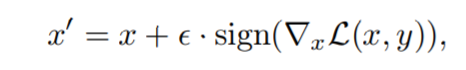 x′ = x + ϵ · sign(∇ₓℒ(x, y)),